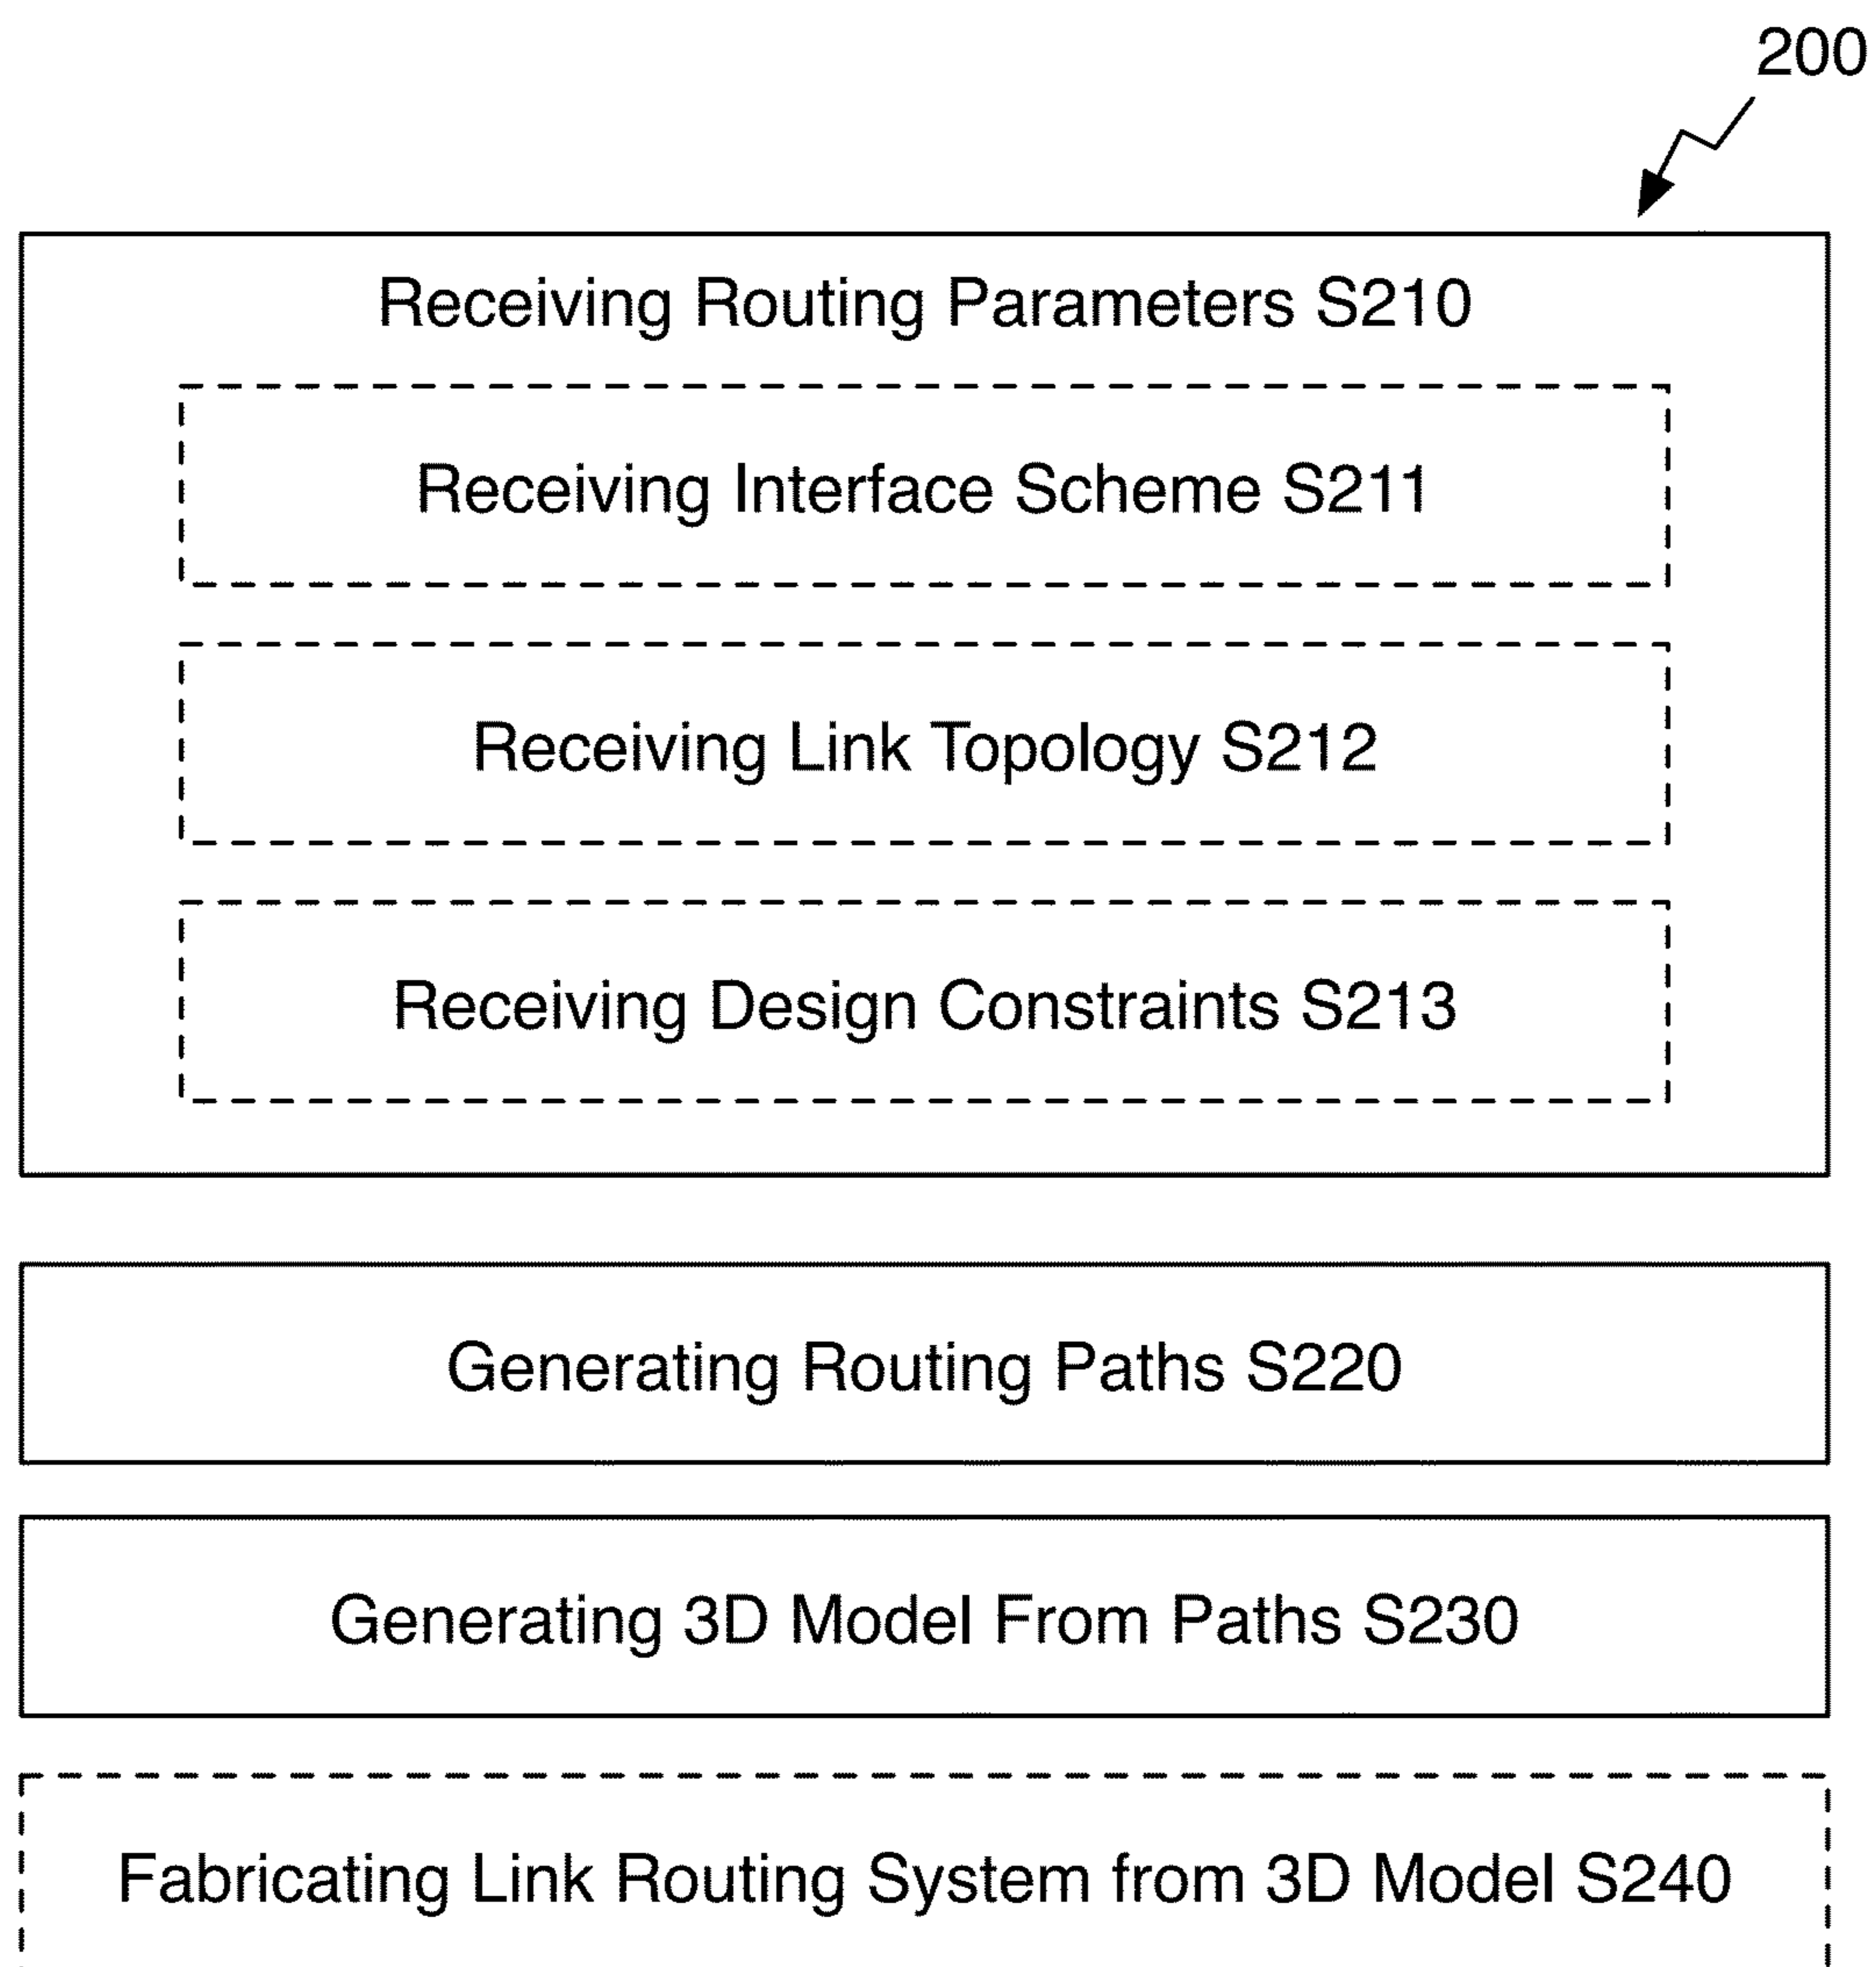 200
Receiving Routing Parameters S210
Receiving Interface Scheme S211
Receiving Link Topology S212
Receiving Design Constraints S213
Generating Routing Paths S220
Generating 3D Model From Paths S230
Fabricating Link Routing System from 3D Model S240